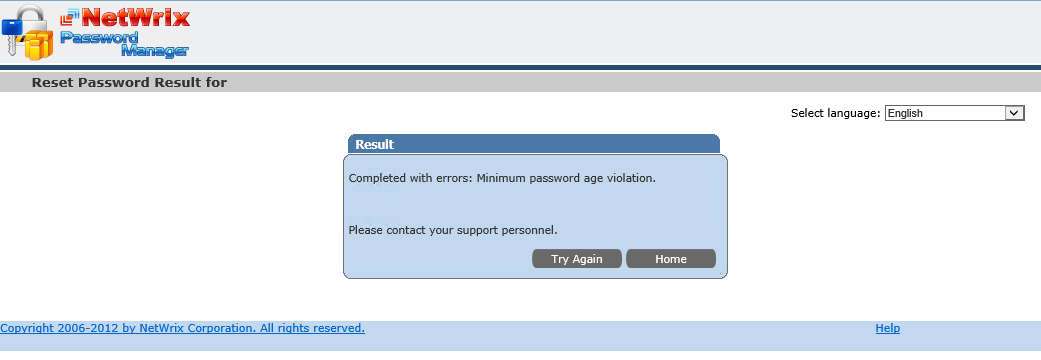 NetWrix
Password
Manager
Reset Password Result for
Select language: English
Result
Completed with errors: Minimum password age violation.
Please contact your support personnel.
Try Again Home
Copyright 2006-2012 by NetWrix Corporation. All rights reserved. Help